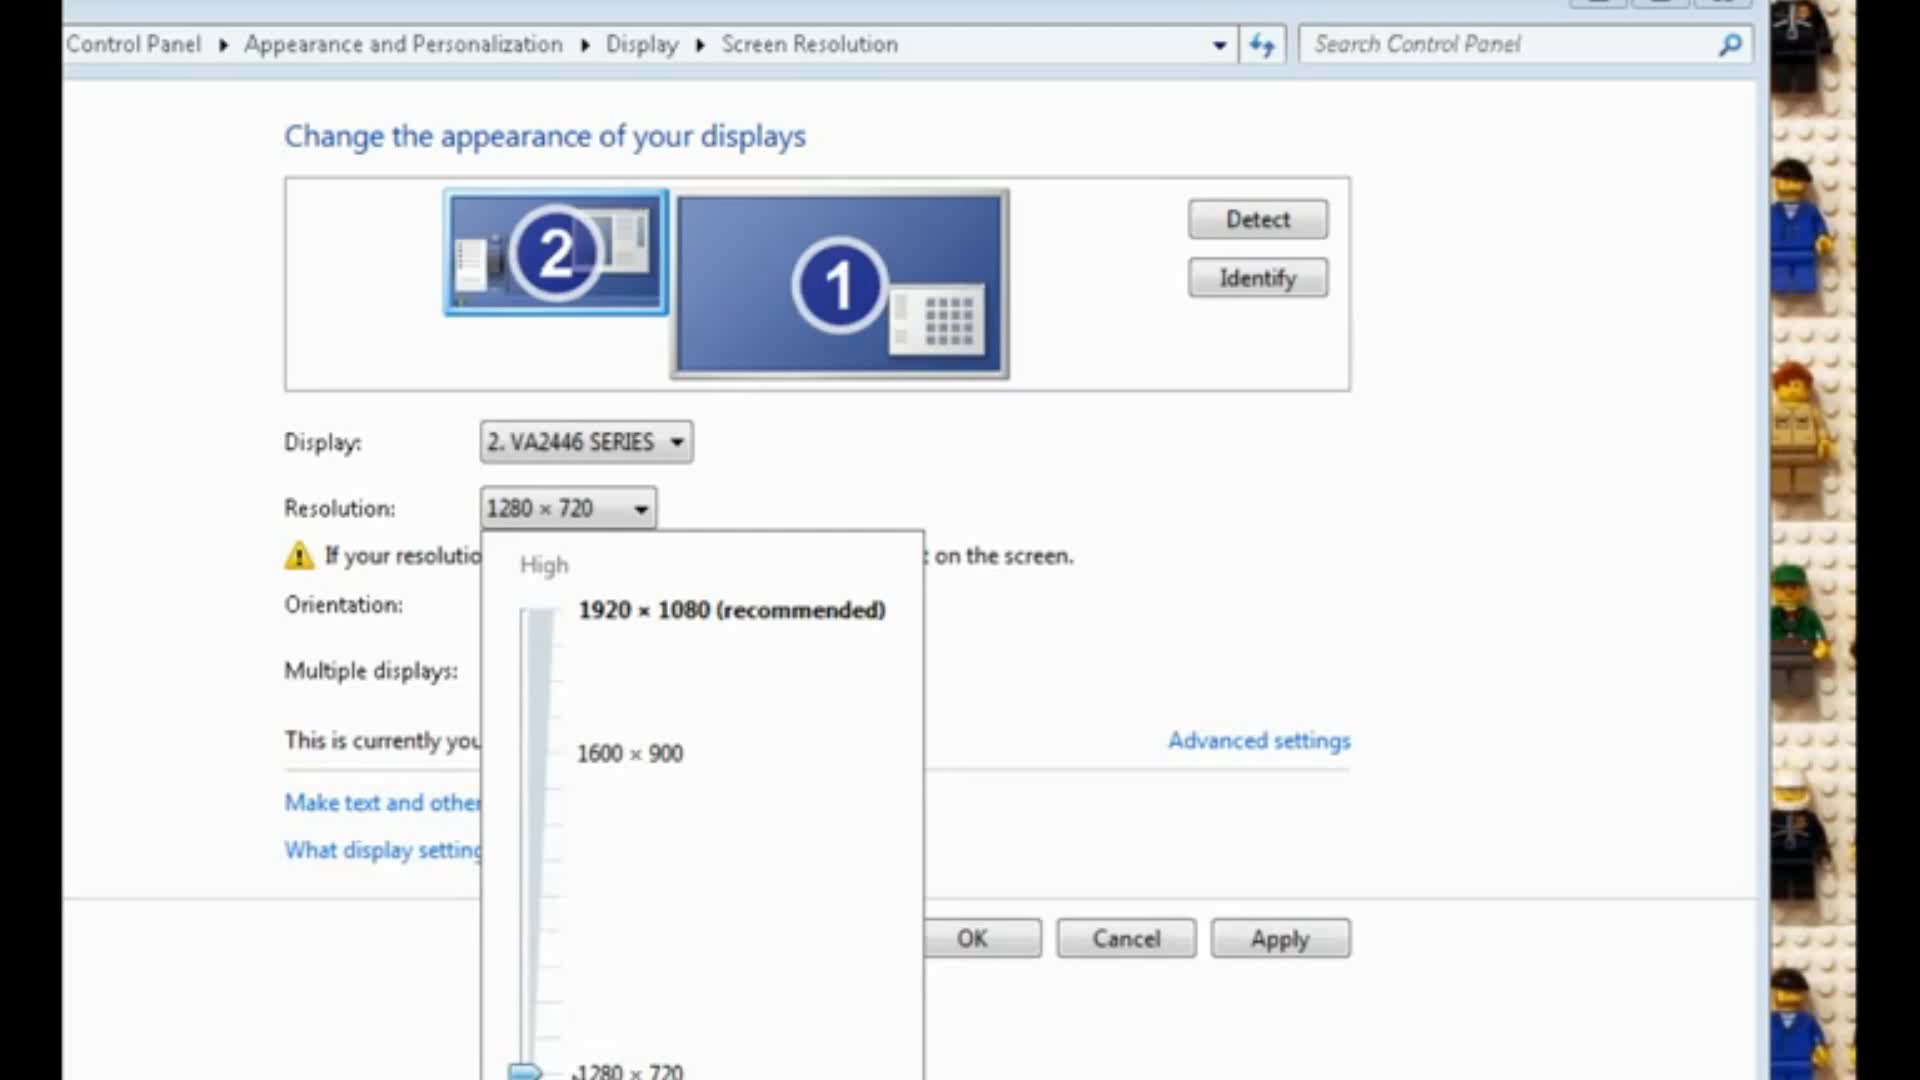 Control Panel ▸ Appearance and Personalization ▸ Display ▸ Screen Resolution
Search Control Panel
Change the appearance of your displays
2
1
Detect
Identify
Display:
2. VA2446 SERIES
Resolution:
1280 × 720
If your resolutio
on the screen.
High
1920 × 1080 (recommended)
Orientation:
Multiple displays:
This is currently you
1600 × 900
Advanced settings
Make text and other
What display setting
OK
Cancel
Apply
1280 × 720